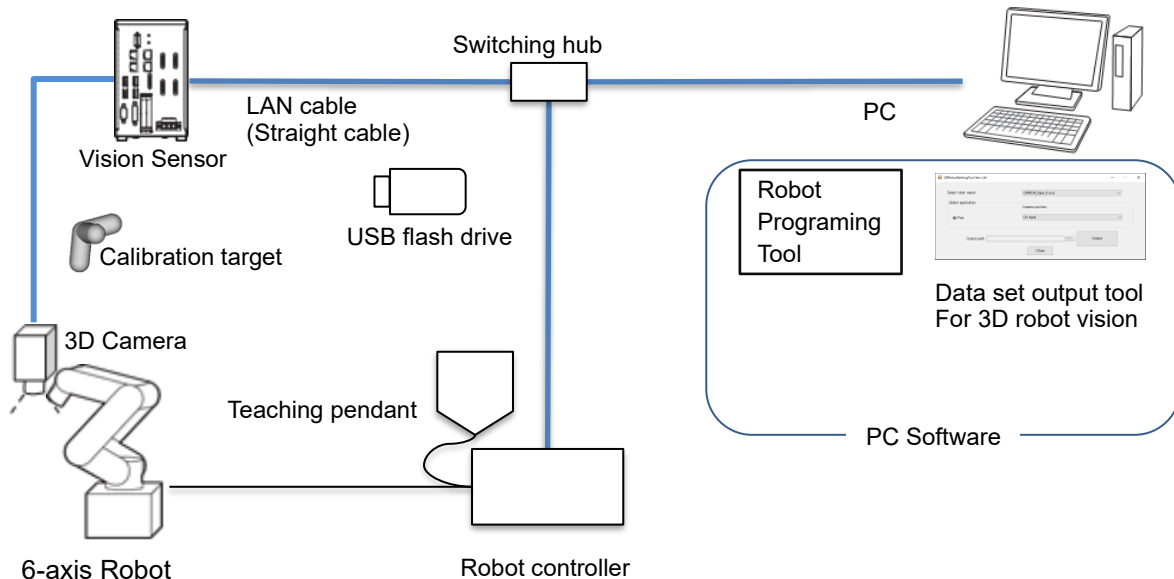 Switching hub
LAN cable
(Straight cable)
PC
Vision Sensor
Robot
Programing
Tool
USB flash drive
Calibration target
Data set output tool
For 3D robot vision
3D Camera
Teaching pendant
PC Software
6-axis Robot
Robot controller